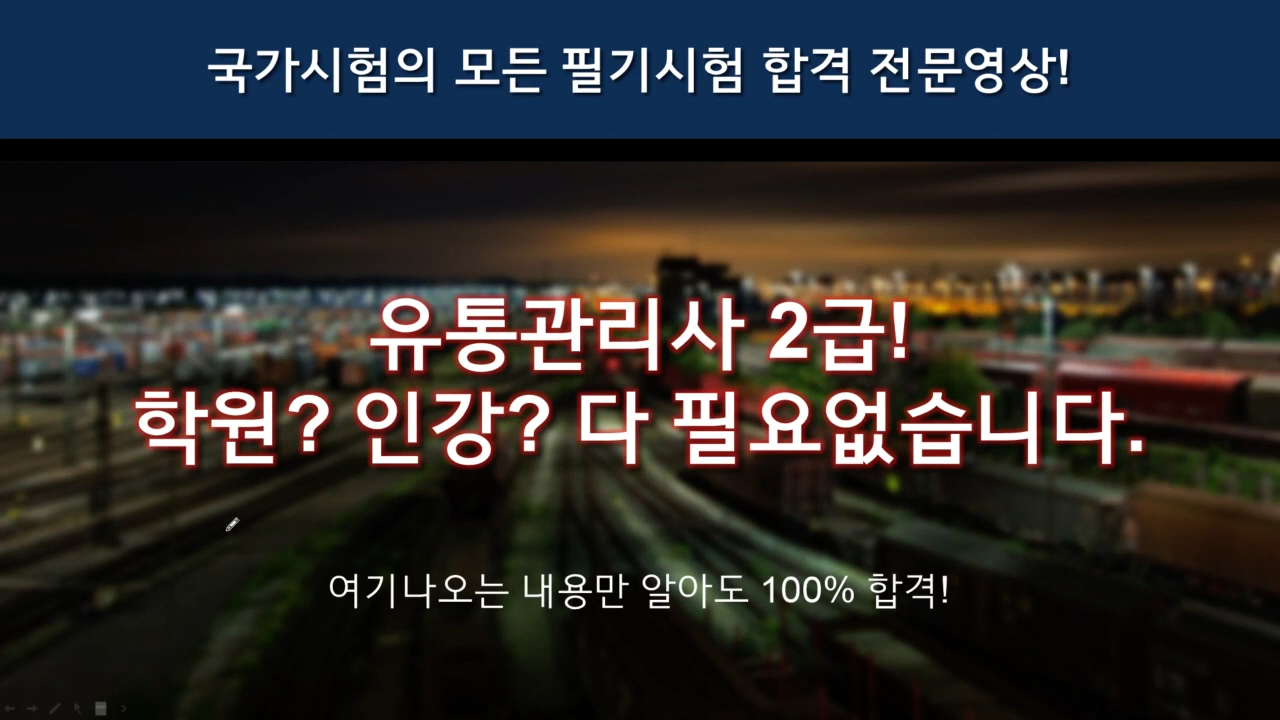 국가시험의 모든 필기시험 합격 전문영상!
유통관리사 2급!
학원? 인강? 다 필요없습니다.
여기나오는 내용만 알아도 100% 합격!